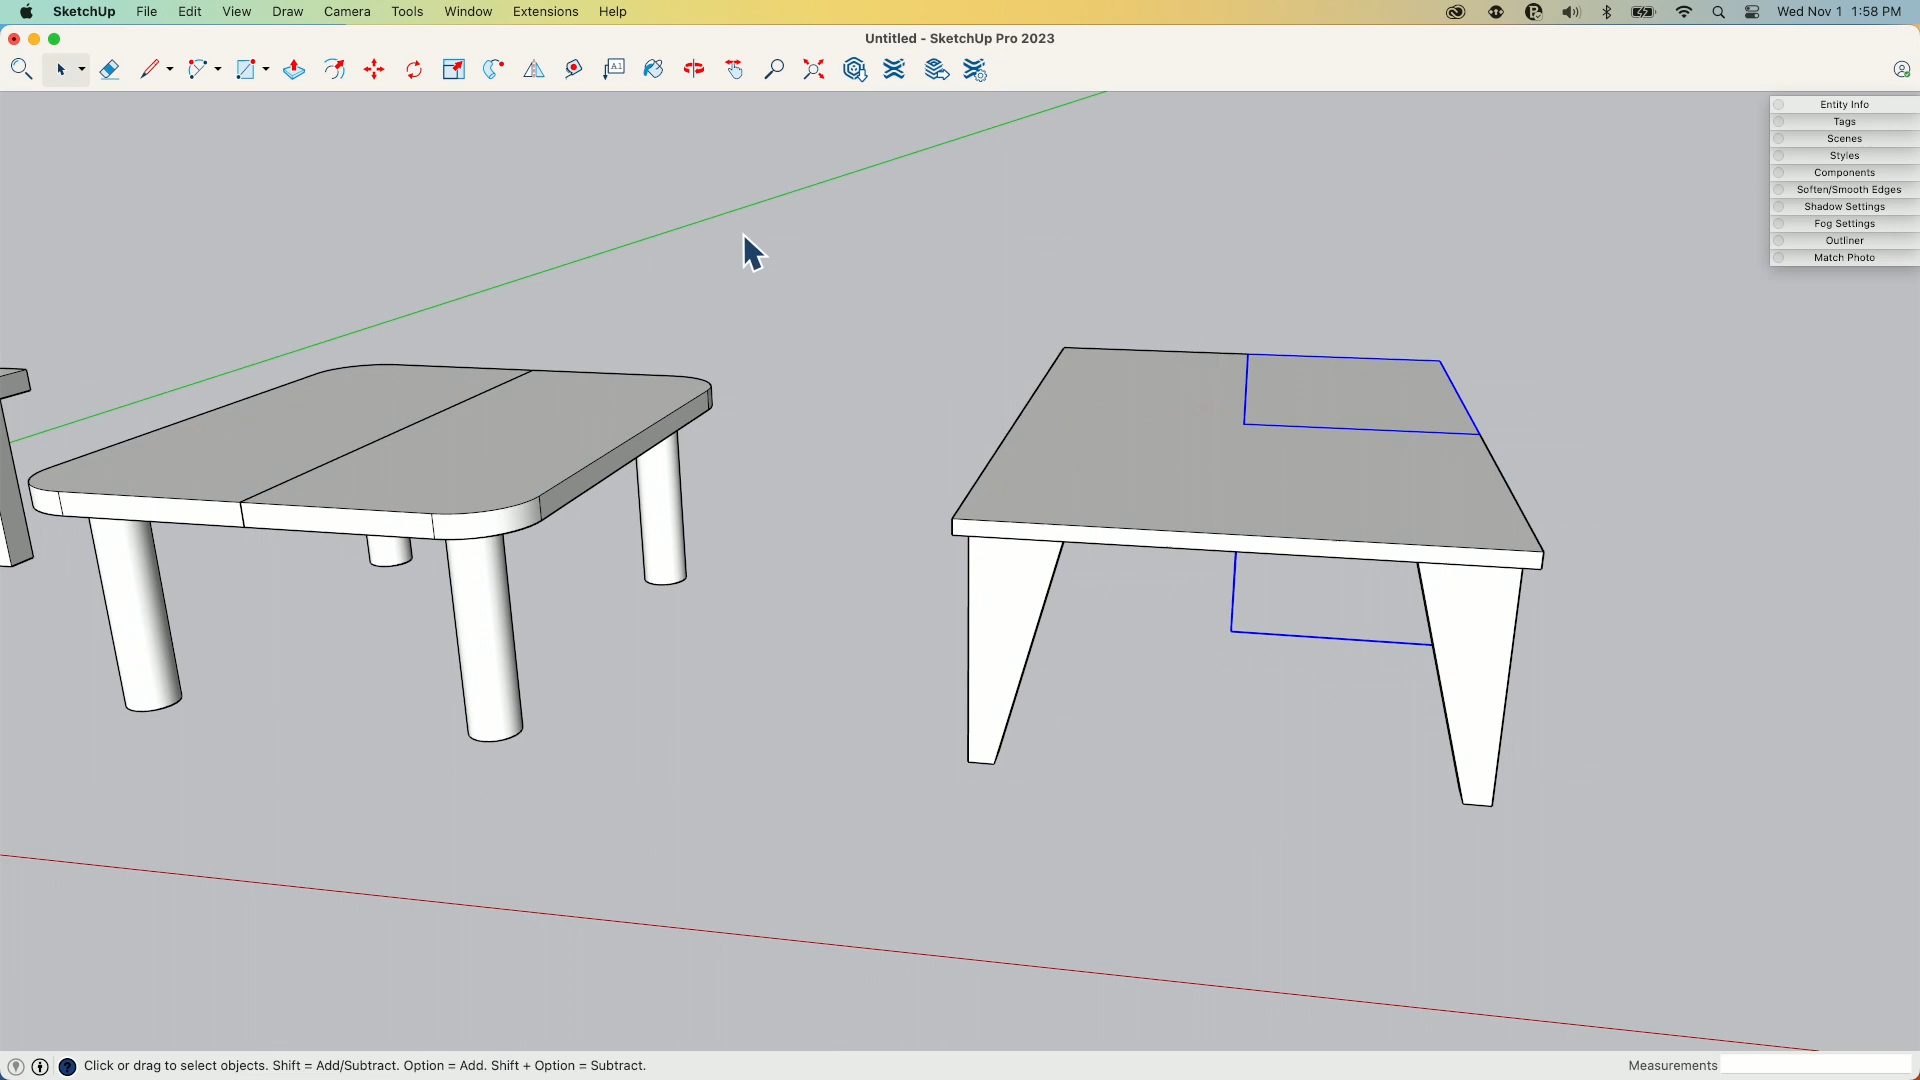 SketchUp File Edit View Draw Camera Tools Window Extensions Help Wed Nov 1 1:58 PM
Untitled - SketchUp Pro 2023
A1
Entity Info
Tags
Scenes
Styles
Components
Soften/Smooth Edges
Shadow Settings
Fog Settings
Outliner
Match Photo
Click or drag to select objects. Shift = Add/Subtract. Option = Add. Shift + Option = Subtract.
Measurements